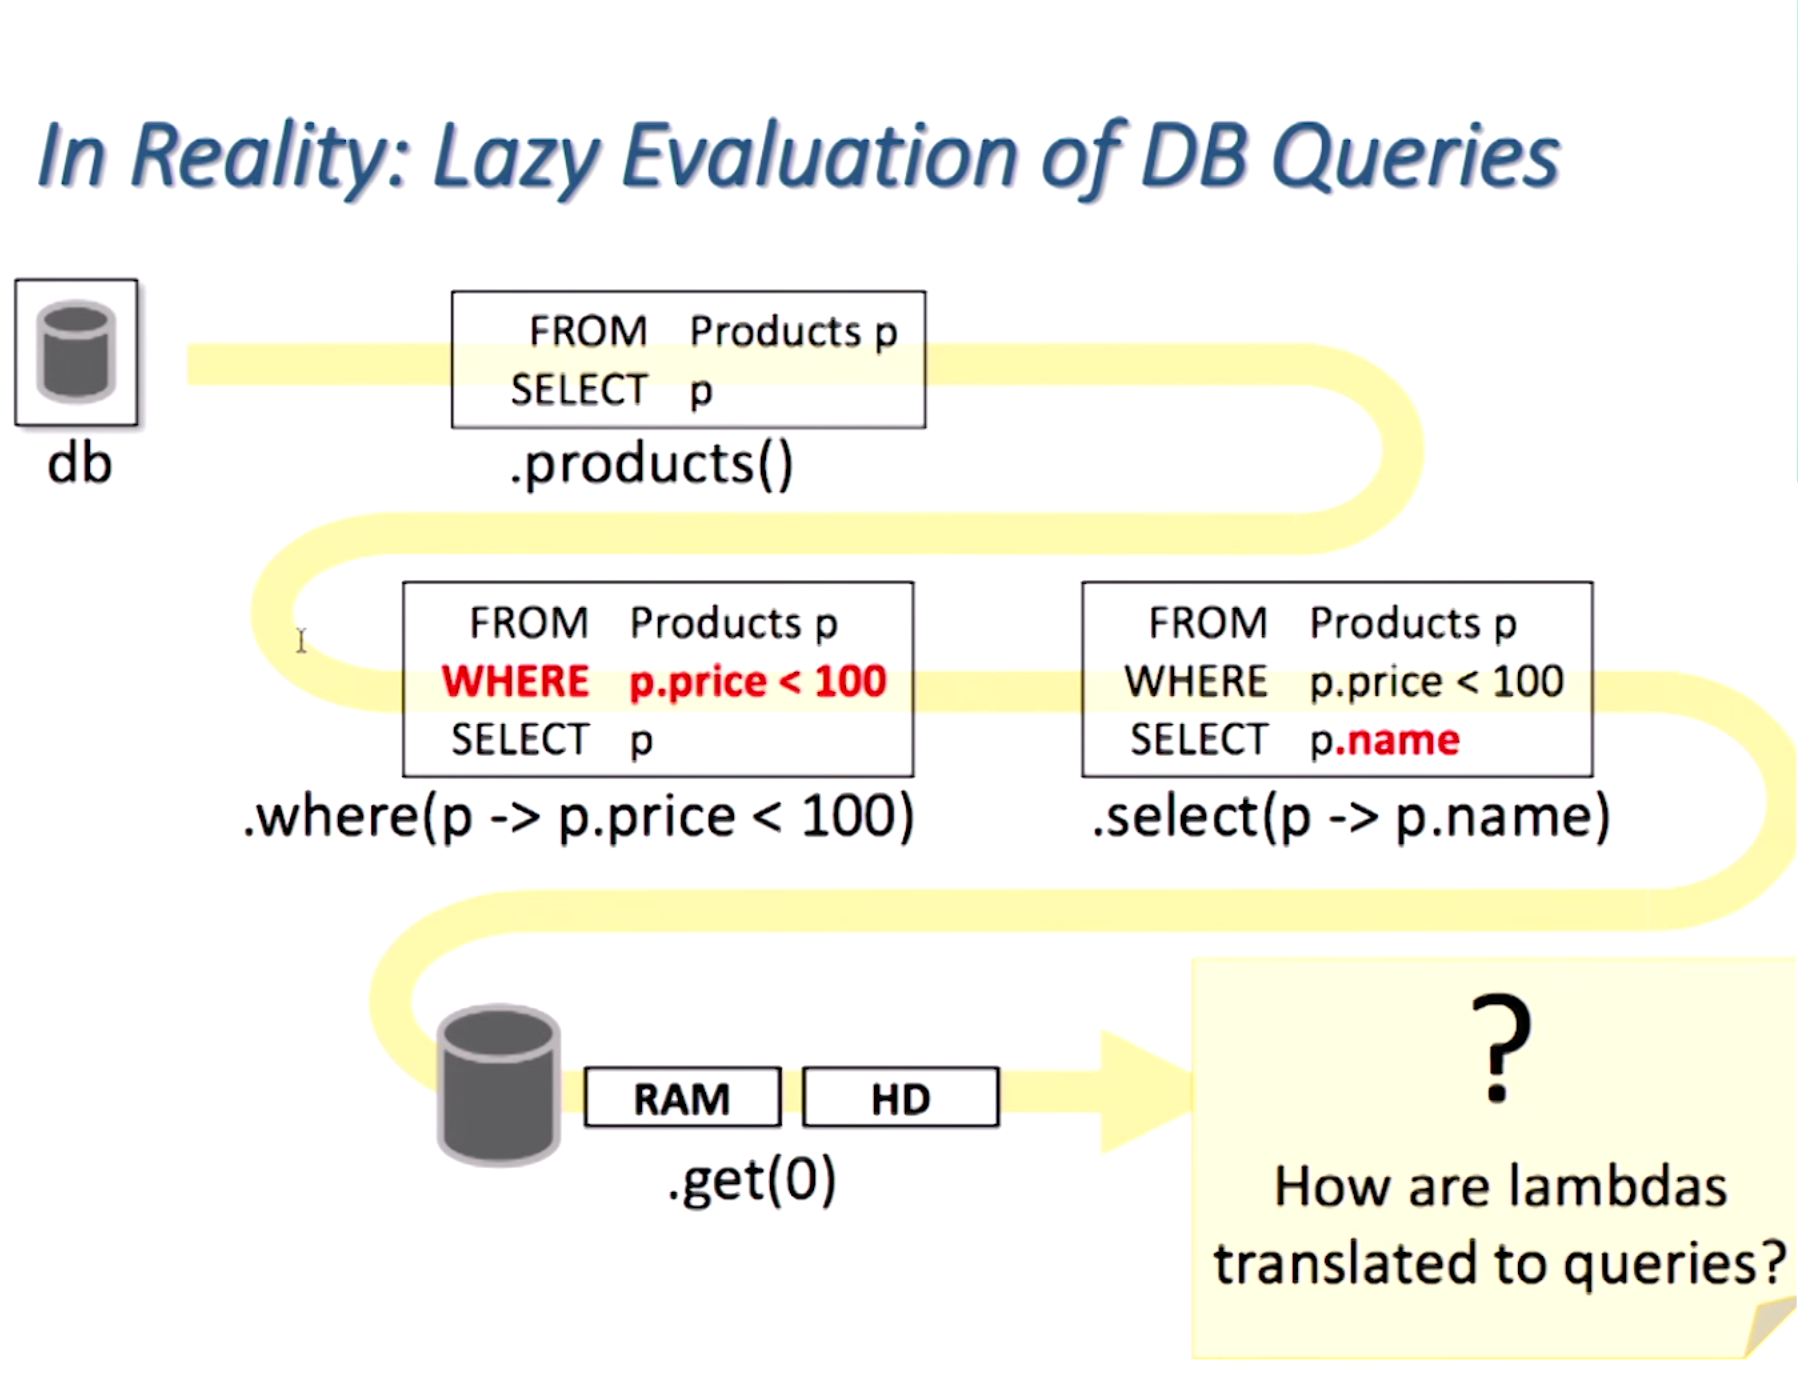 In Reality: Lazy Evaluation of DB Queries
db
FROM Products p
SELECT p
.products()
FROM Products p
WHERE p.price < 100
SELECT p
.where(p -> p.price < 100)
FROM Products p
WHERE p.price < 100
SELECT p.name
.select(p -> p.name)
RAM
HD
.get(0)
?
How are lambdas
translated to queries?